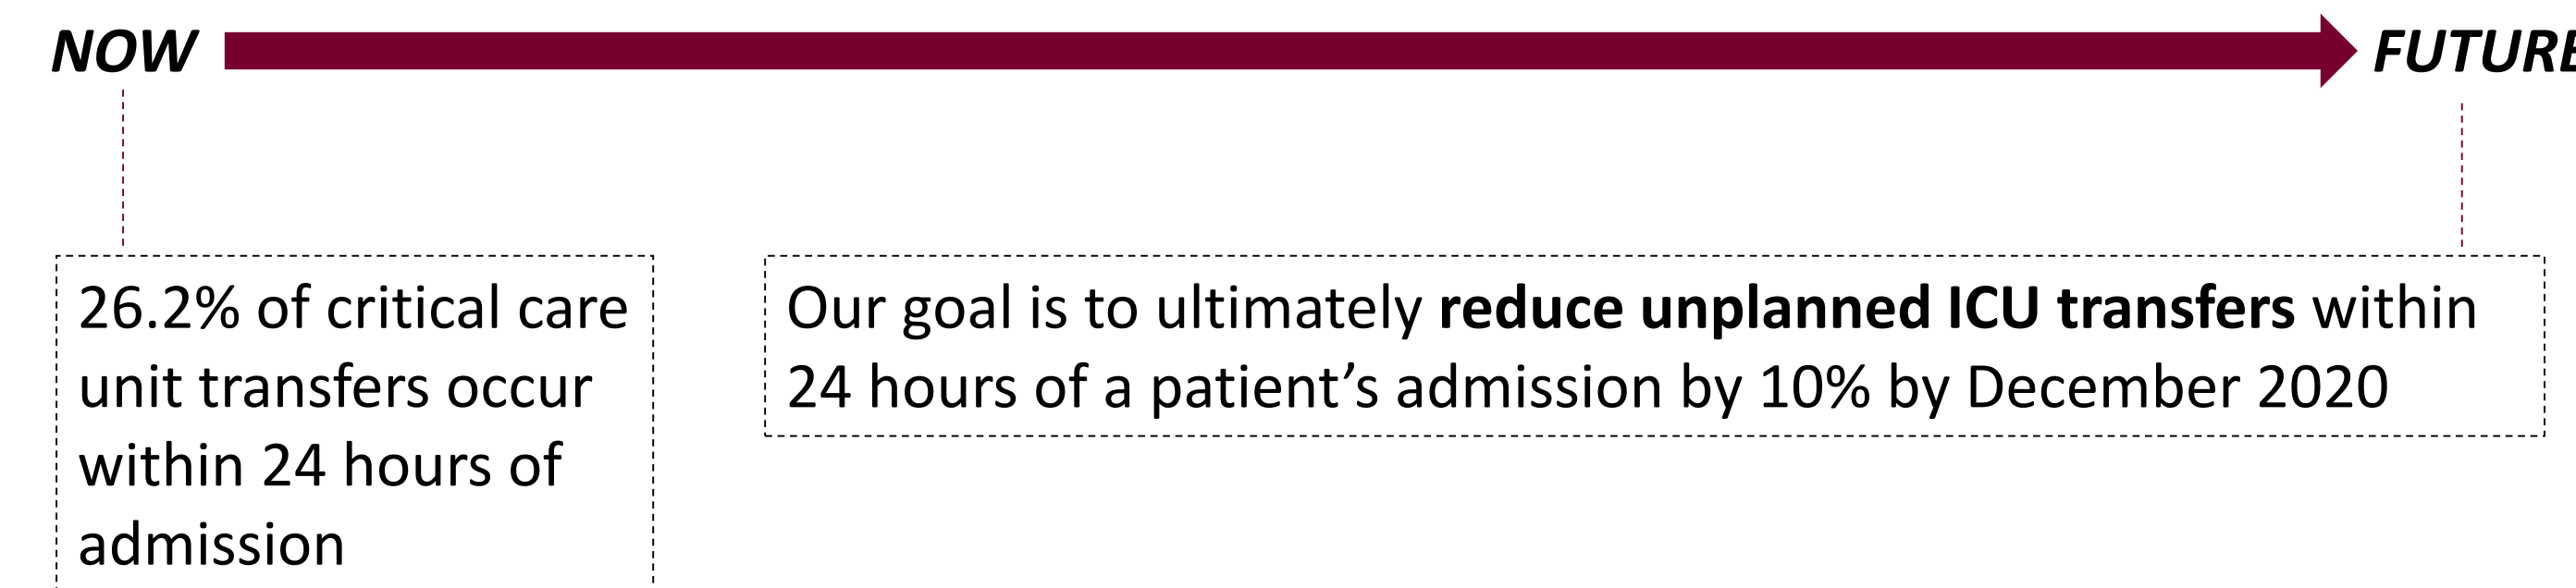 NOW
FUTURE
26.2% of critical care
unit transfers occur
within 24 hours of
admission
Our goal is to ultimately reduce unplanned ICU transfers within
24 hours of a patient’s admission by 10% by December 2020